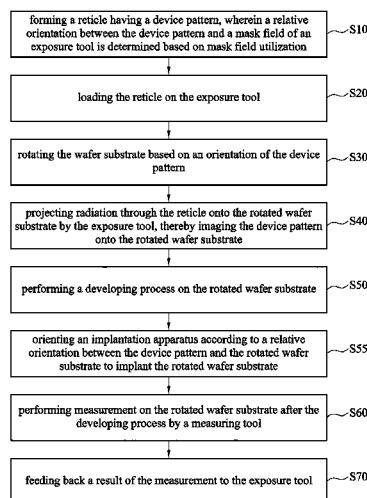 forming a reticle having a device pattern, wherein a relative
orientation between the device pattern and a mask field of an
exposure tool is determined based on mask field utilization
S10
loading the reticle on the exposure tool
S20
rotating the wafer substrate based on an orientation of the device
pattern
S30
projecting radiation through the reticle onto the rotated wafer
substrate by the exposure tool, thereby imaging the device pattern
onto the rotated wafer substrate
S40
performing a developing process on the rotated wafer substrate
S50
orienting an implantation apparatus according to a relative
orientation between the device pattern and the rotated wafer
substrate to implant the rotated wafer substrate
S55
performing measurement on the rotated wafer substrate after the
developing process by a measuring tool
S60
feeding back a result of the measurement to the exposure tool
S70